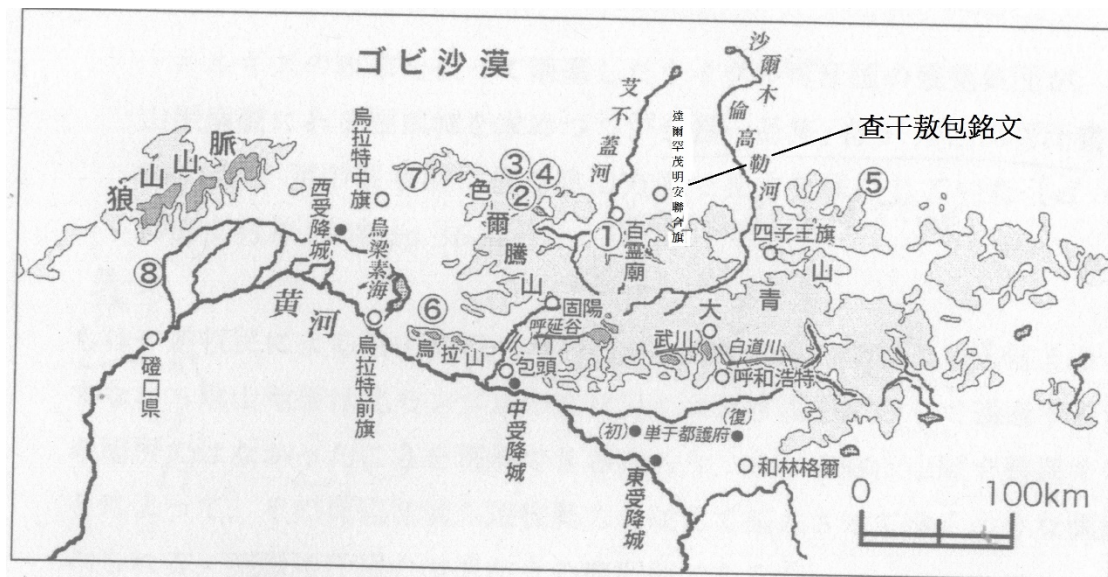 ゴビ沙漠
沙爾木倫高勒河
艾不蓋河
達爾罕茂明安聯合旗
查干敖包銘文
狼山山脈
西受降城
烏拉特中旗
烏梁素海
⑦
色爾騰山
③④
②
①
百霊廟
⑤
四子王旗
大青山
⑧
黄河
⑥
烏拉山
固陽
呼延谷
武川
白道川
磴口県
烏拉特前旗
包頭
中受降城
呼和浩特
(初)
単于都護府
(復)
東受降城
和林格爾
0 100km